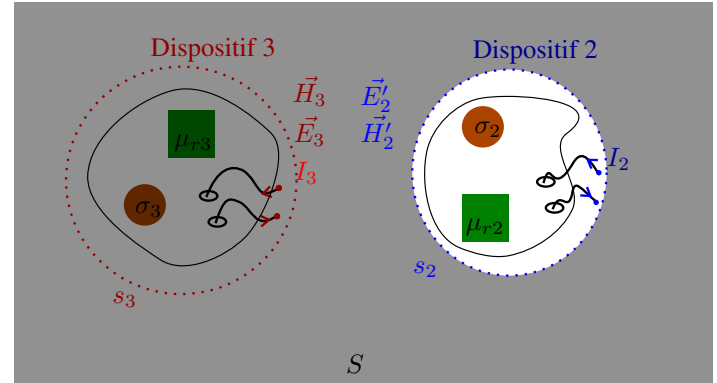 Dispositif 3
Dispositif 2
$\vec{H}_3$
$\vec{E}_3$
$I_3$
$\vec{E}_2'$
$\vec{H}_2'$
$I_2$
$\mu_{r3}$
$\sigma_3$
$\sigma_2$
$\mu_{r2}$
$s_3$
$s_2$
$S$